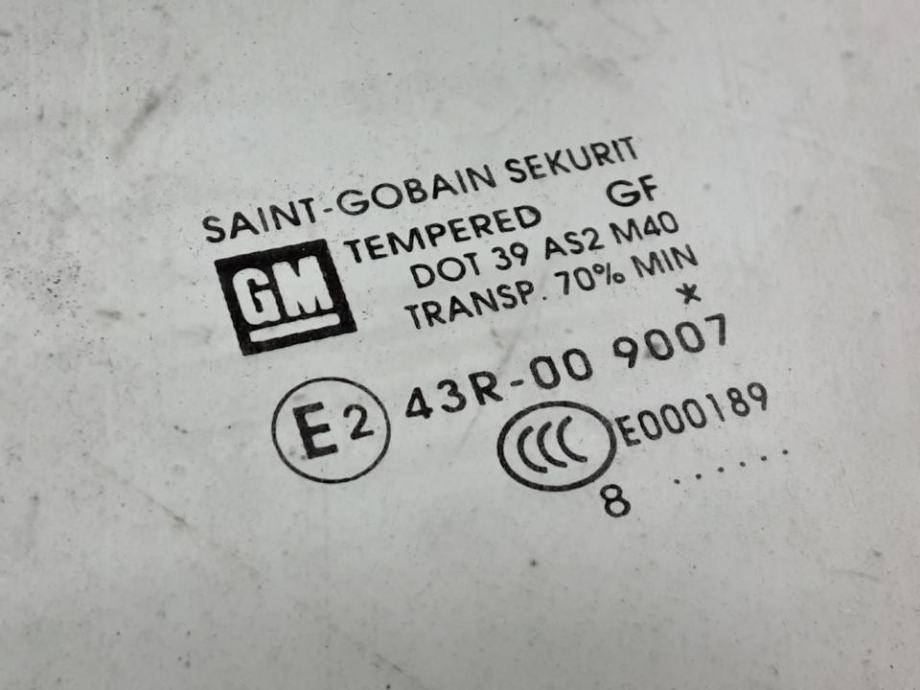 SAINT-GOBAIN SEKURIT
TEMPERED GF
GM
DOT 39 AS2 M40
TRANSP. 70% MIN
*
E2 43R-00 9007
CCC E000189
8 ......